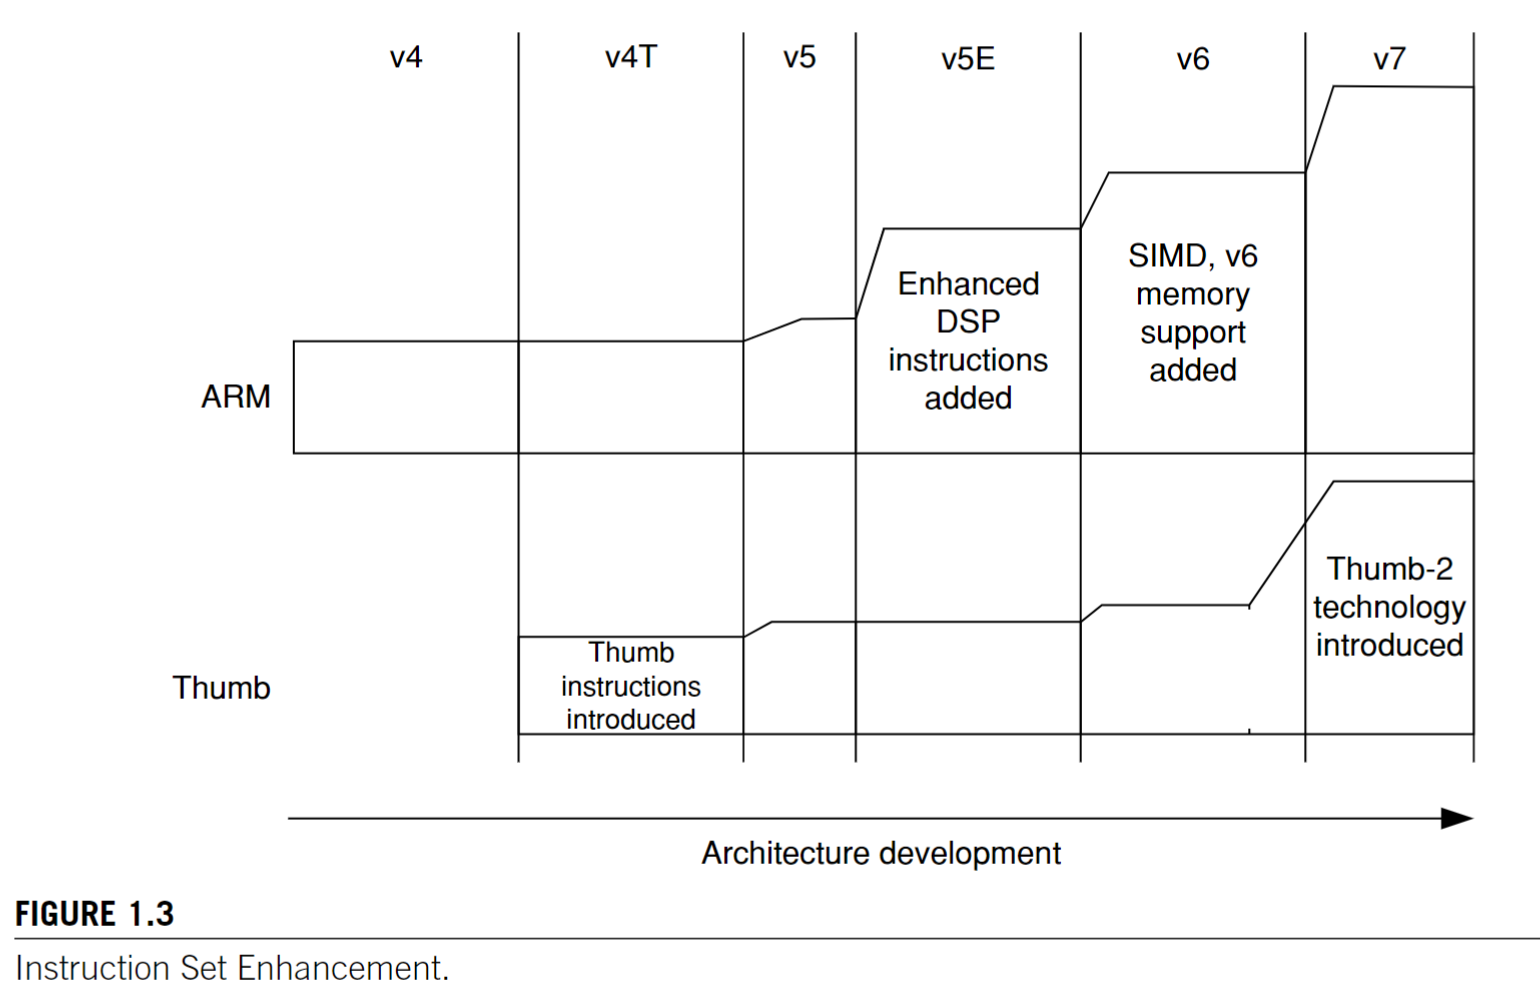 v4
v4T
v5
v5E
v6
v7
ARM
Enhanced
DSP
instructions
added
SIMD, v6
memory
support
added
Thumb
Thumb
instructions
introduced
Thumb-2
technology
introduced
Architecture development
FIGURE 1.3
Instruction Set Enhancement.